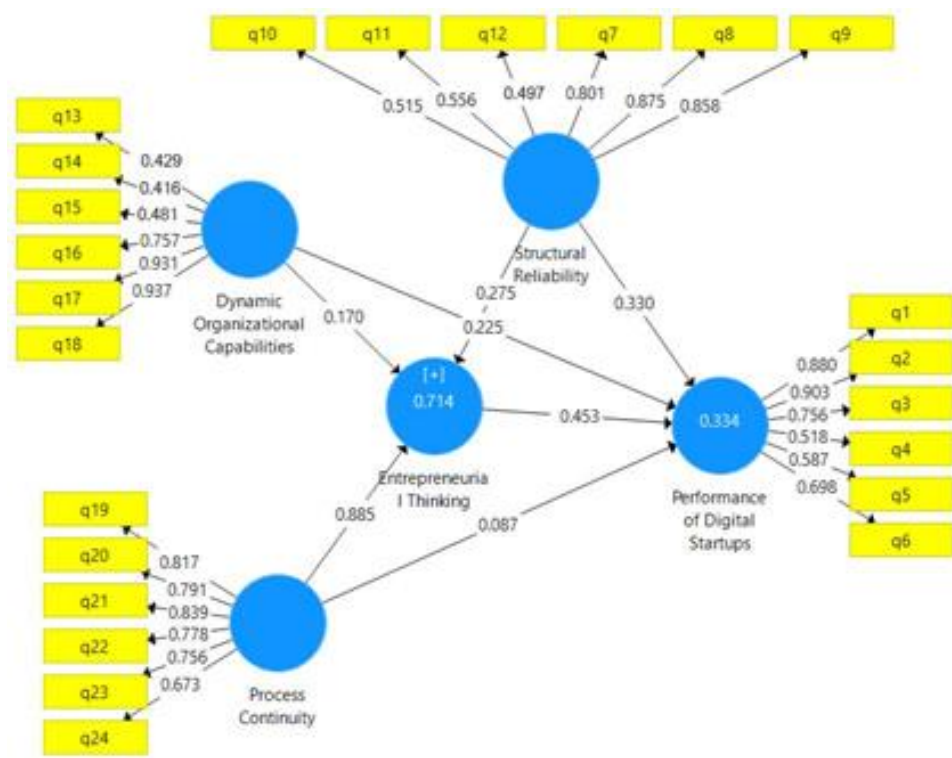 q10
q11
q12
q7
q8
q9
0.515
0.556
0.497
0.801
0.875
0.858
q13
q14
q15
q16
q17
q18
0.429
0.416
0.481
0.757
0.931
0.937
Dynamic
Organizational
Capabilities
Structural
Reliability
0.170
0.275
0.225
0.330
[+]
0.714
Entrepreneuria
l Thinking
0.453
0.334
Performance
of Digital
Startups
q1
q2
q3
q4
q5
q6
0.880
0.903
0.756
0.518
0.587
0.698
0.885
0.087
q19
q20
q21
q22
q23
q24
0.817
0.791
0.839
0.778
0.756
0.673
Process
Continuity